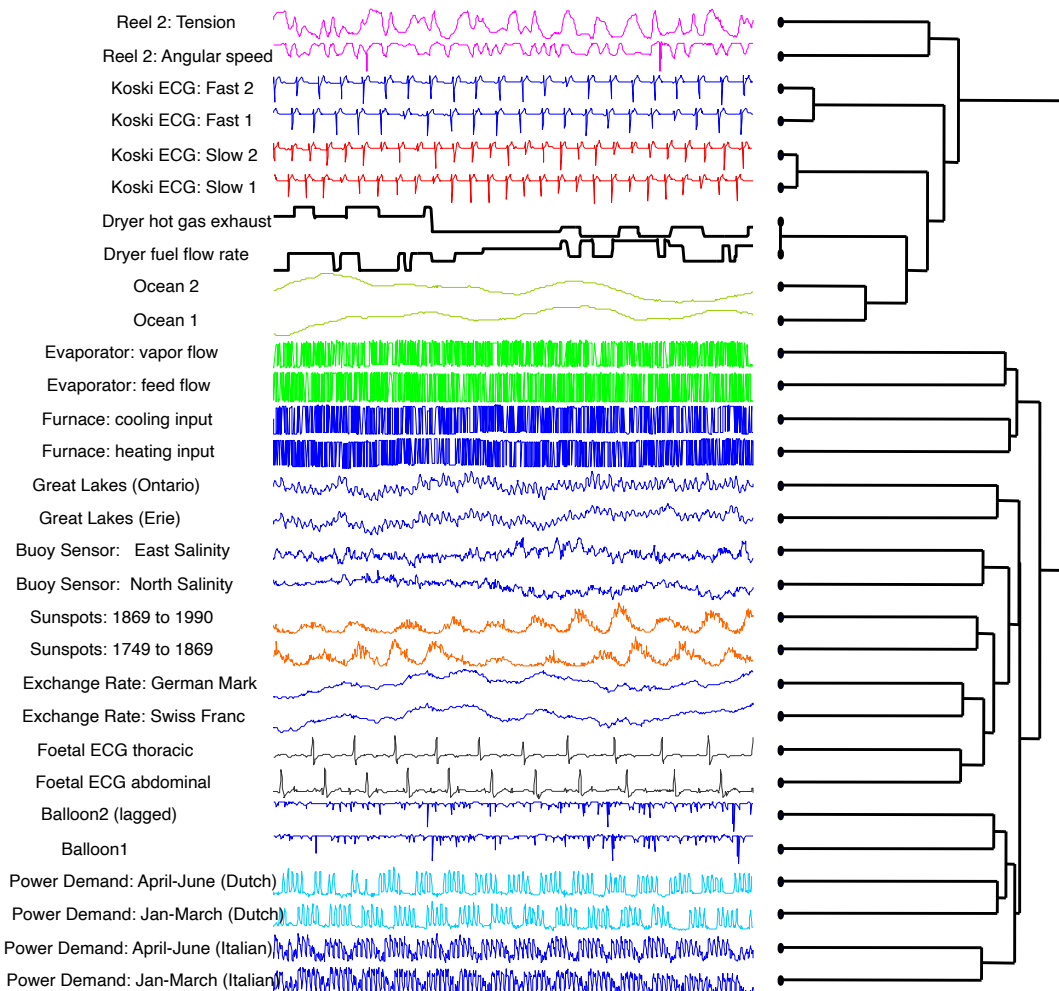 Reel 2: Tension
Reel 2: Angular speed
Koski ECG: Fast 2
Koski ECG: Fast 1
Koski ECG: Slow 2
Koski ECG: Slow 1
Dryer hot gas exhaust
Dryer fuel flow rate
Ocean 2
Ocean 1
Evaporator: vapor flow
Evaporator: feed flow
Furnace: cooling input
Furnace: heating input
Great Lakes (Ontario)
Great Lakes (Erie)
Buoy Sensor: East Salinity
Buoy Sensor: North Salinity
Sunspots: 1869 to 1990
Sunspots: 1749 to 1869
Exchange Rate: German Mark
Exchange Rate: Swiss Franc
Foetal ECG thoracic
Foetal ECG abdominal
Balloon2 (lagged)
Balloon1
Power Demand: April-June (Dutch)
Power Demand: Jan-March (Dutch)
Power Demand: April-June (Italian)
Power Demand: Jan-March (Italian)